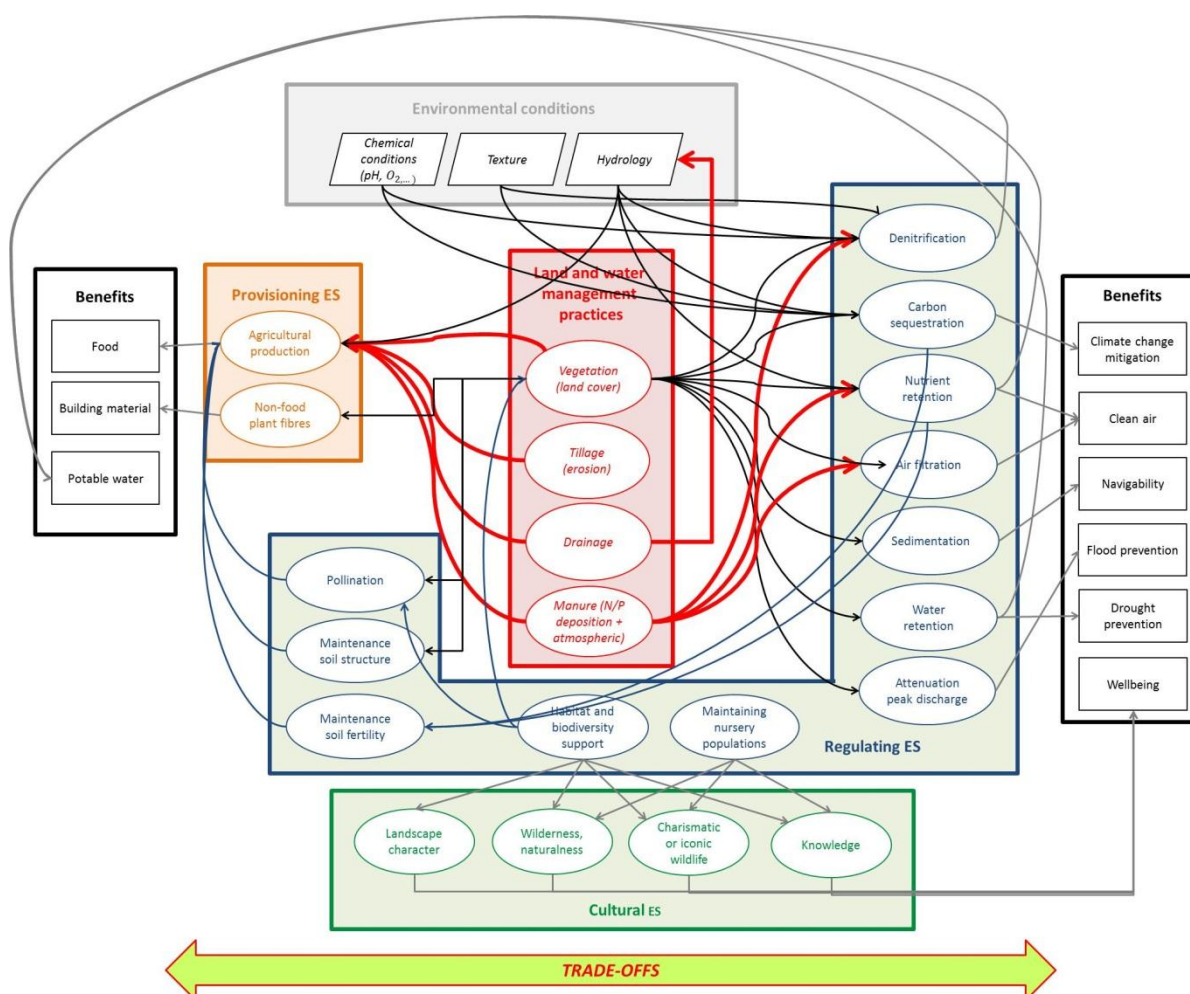 Environmental conditions
Chemical
conditions
(pH, O2,...)
Texture
Hydrology
Benefits
Food
Building material
Potable water
Provisioning ES
Agricultural
production
Non-food
plant fibres
Land and water
management
practices
Vegetation
(land cover)
Tillage
(erosion)
Drainage
Manure (N/P
deposition +
atmospheric)
Denitrification
Carbon
sequestration
Nutrient
retention
Air filtration
Sedimentation
Water
retention
Attenuation
peak discharge
Benefits
Climate change
mitigation
Clean air
Navigability
Flood prevention
Drought
prevention
Wellbeing
Pollination
Maintenance
soil structure
Maintenance
soil fertility
Habitat and
biodiversity
support
Maintaining
nursery
populations
Regulating ES
Landscape
character
Wilderness,
naturalness
Charismatic
or iconic
wildlife
Knowledge
Cultural ES
TRADE-OFFS